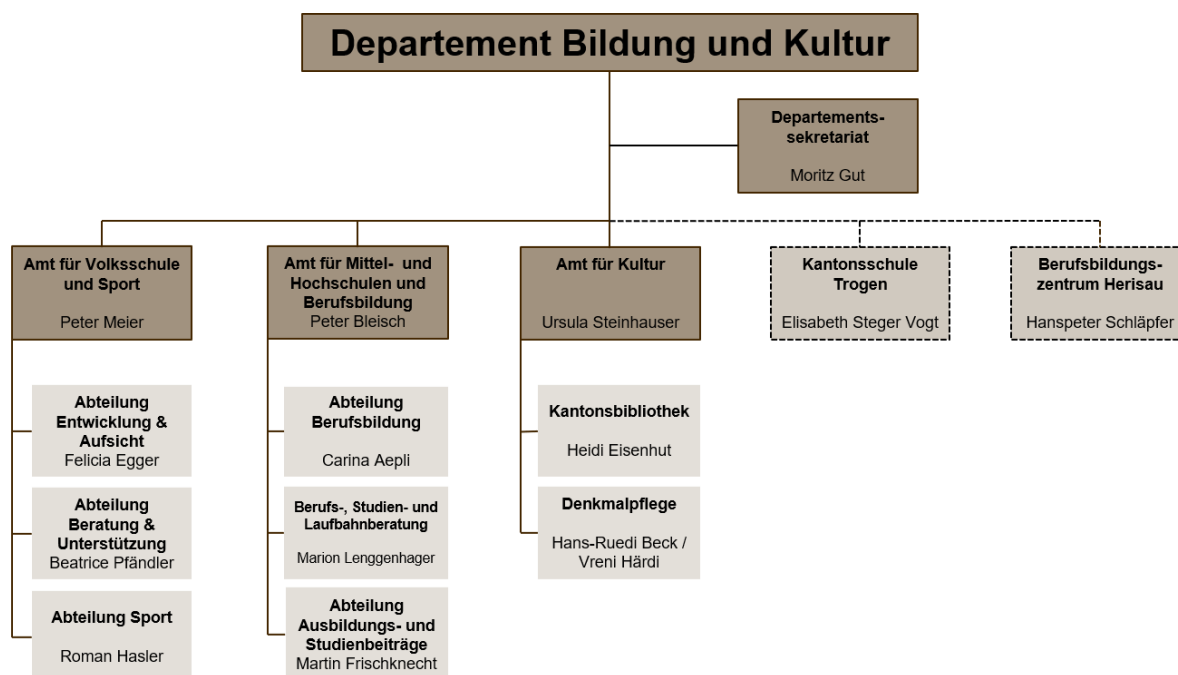 Departement Bildung und Kultur
Departements-
sekretariat
Moritz Gut
Amt für Volksschule
und Sport
Peter Meier
Amt für Mittel- und
Hochschulen und
Berufsbildung
Peter Bleisch
Amt für Kultur
Ursula Steinhauser
Kantonsschule
Trogen
Elisabeth Steger Vogt
Berufsbildungs-
zentrum Herisau
Hanspeter Schläpfer
Abteilung
Entwicklung &
Aufsicht
Felicia Egger
Abteilung
Beratung &
Unterstützung
Beatrice Pfändler
Abteilung Sport
Roman Hasler
Abteilung
Berufsbildung
Carina Aepli
Berufs-, Studien- und
Laufbahnberatung
Marion Lenggenhager
Abteilung
Ausbildungs- und
Studienbeiträge
Martin Frischknecht
Kantonsbibliothek
Heidi Eisenhut
Denkmalpflege
Hans-Ruedi Beck /
Vreni Härdi